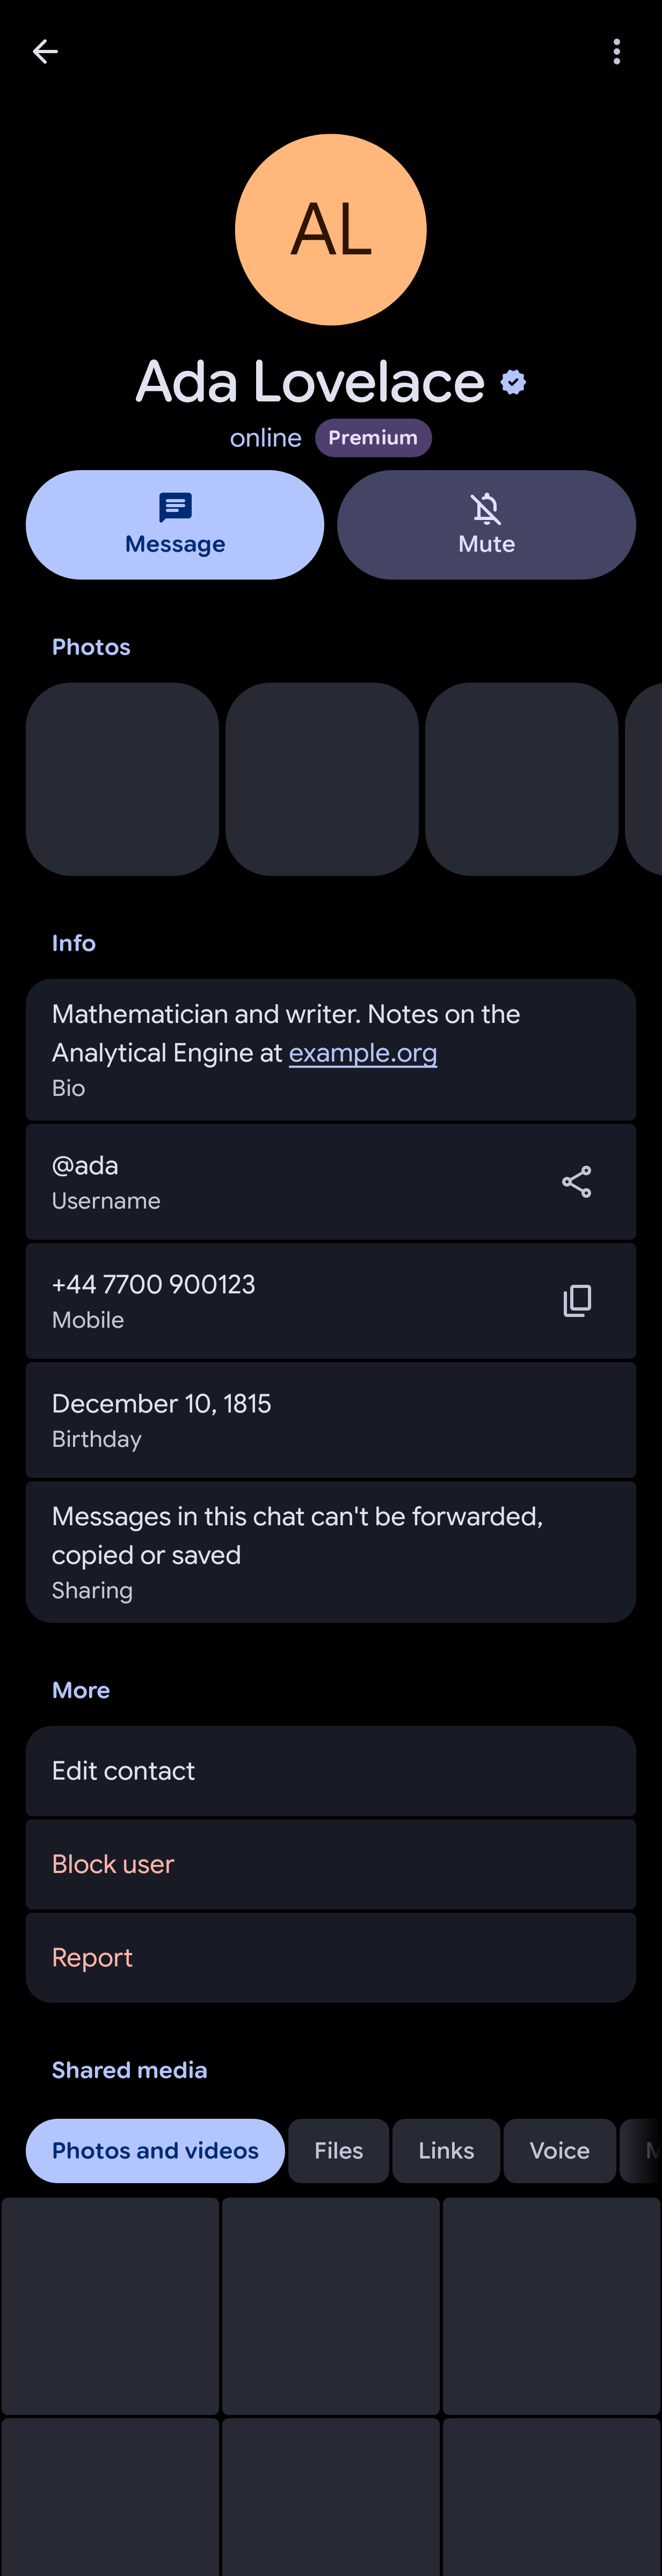 AL
Ada Lovelace
online Premium
Message
Mute
Photos
Info
Mathematician and writer. Notes on the
Analytical Engine at example.org
Bio
@ada
Username
+44 7700 900123
Mobile
December 10, 1815
Birthday
Messages in this chat can't be forwarded,
copied or saved
Sharing
More
Edit contact
Block user
Report
Shared media
Photos and videos
Files
Links
Voice